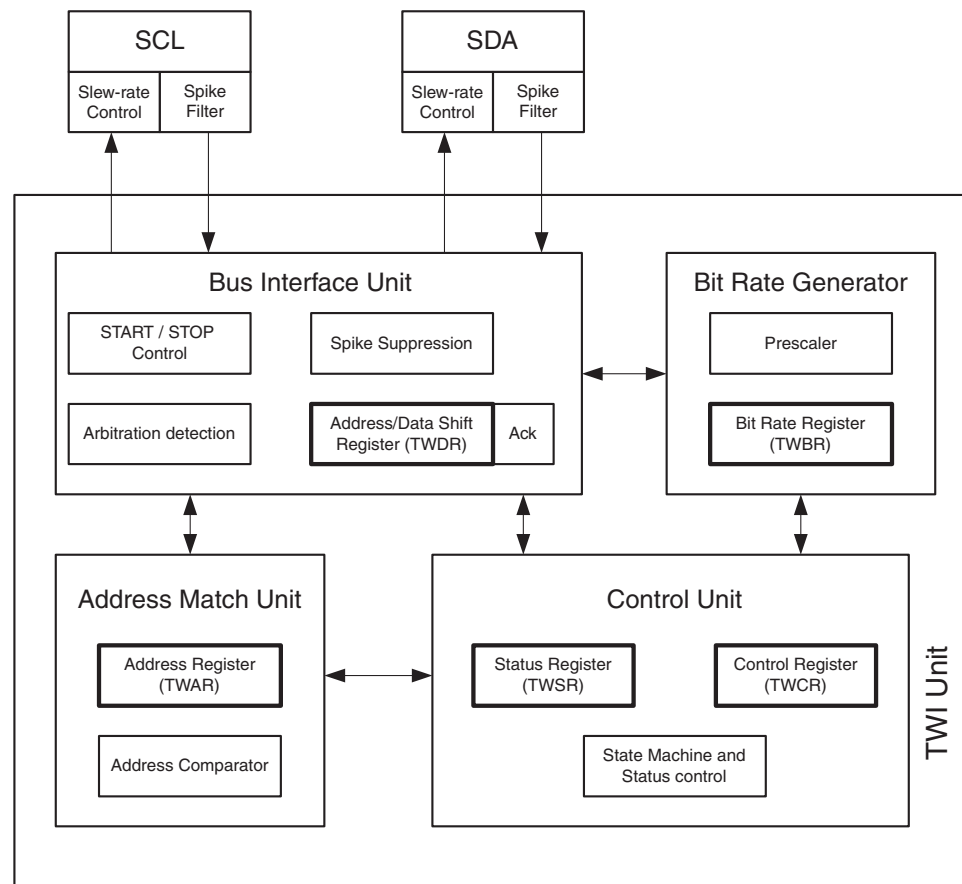 SCL
Slew-rate
Control
Spike
Filter
SDA
Slew-rate
Control
Spike
Filter
Bus Interface Unit
START / STOP
Control
Spike Suppression
Arbitration detection
Address/Data Shift
Register (TWDR)
Ack
Bit Rate Generator
Prescaler
Bit Rate Register
(TWBR)
Address Match Unit
Address Register
(TWAR)
Address Comparator
Control Unit
Status Register
(TWSR)
Control Register
(TWCR)
State Machine and
Status control
TWI Unit